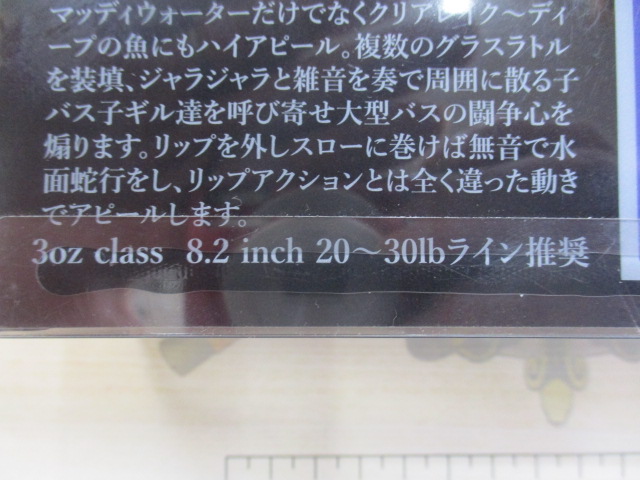 マッディウォーターだけでなくクリアレイク～ディ
ープの魚にもハイアピール。複数のグラスラトル
を装填、ジャラジャラと雑音を奏で周囲に散る子
バス子ギル達を呼び寄せ大型バスの闘争心を
煽ります。リップを外しスローに巻けば無音で水
面蛇行をし、リップアクションとは全く違った動き
でアピールします。
3oz class 8.2 inch 20～30lbライン推奨